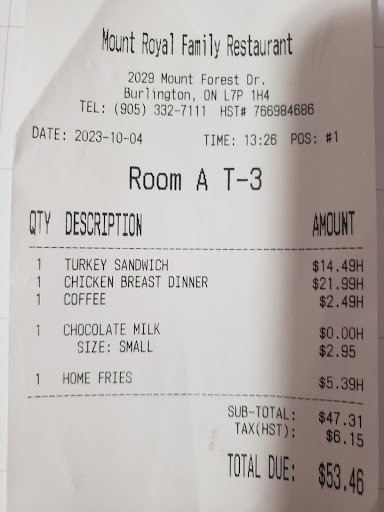 Mount Royal Family Restaurant
2029 Mount Forest Dr.
Burlington, ON L7P 1H4
TEL: (905) 332-7111 HST# 766984686
DATE: 2023-10-04 TIME: 13:26 POS: #1
Room A T-3
QTY DESCRIPTION AMOUNT
1 TURKEY SANDWICH $14.49H
1 CHICKEN BREAST DINNER $21.99H
1 COFFEE $2.49H
1 CHOCOLATE MILK $0.00H
SIZE: SMALL $2.95
1 HOME FRIES $5.39H
SUB-TOTAL: $47.31
TAX(HST): $6.15
TOTAL DUE: $53.46